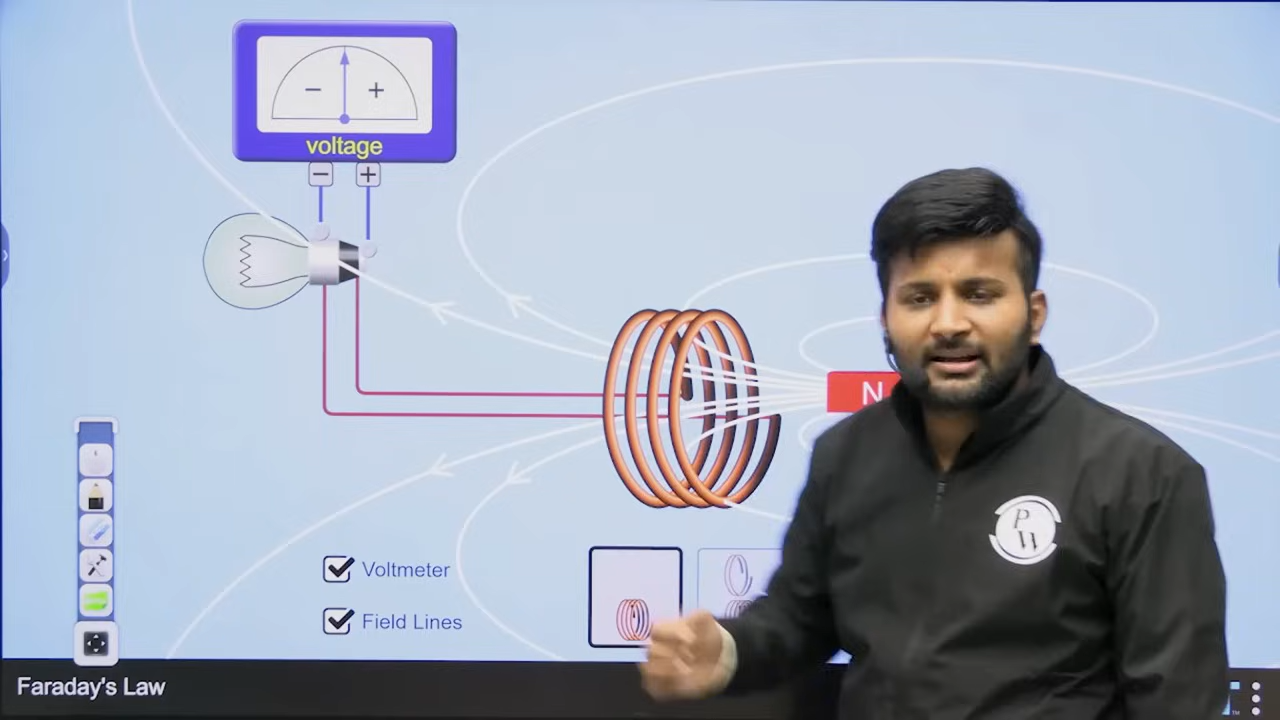 − +
voltage
− +
N
P
W
Voltmeter
Field Lines
Faraday's Law